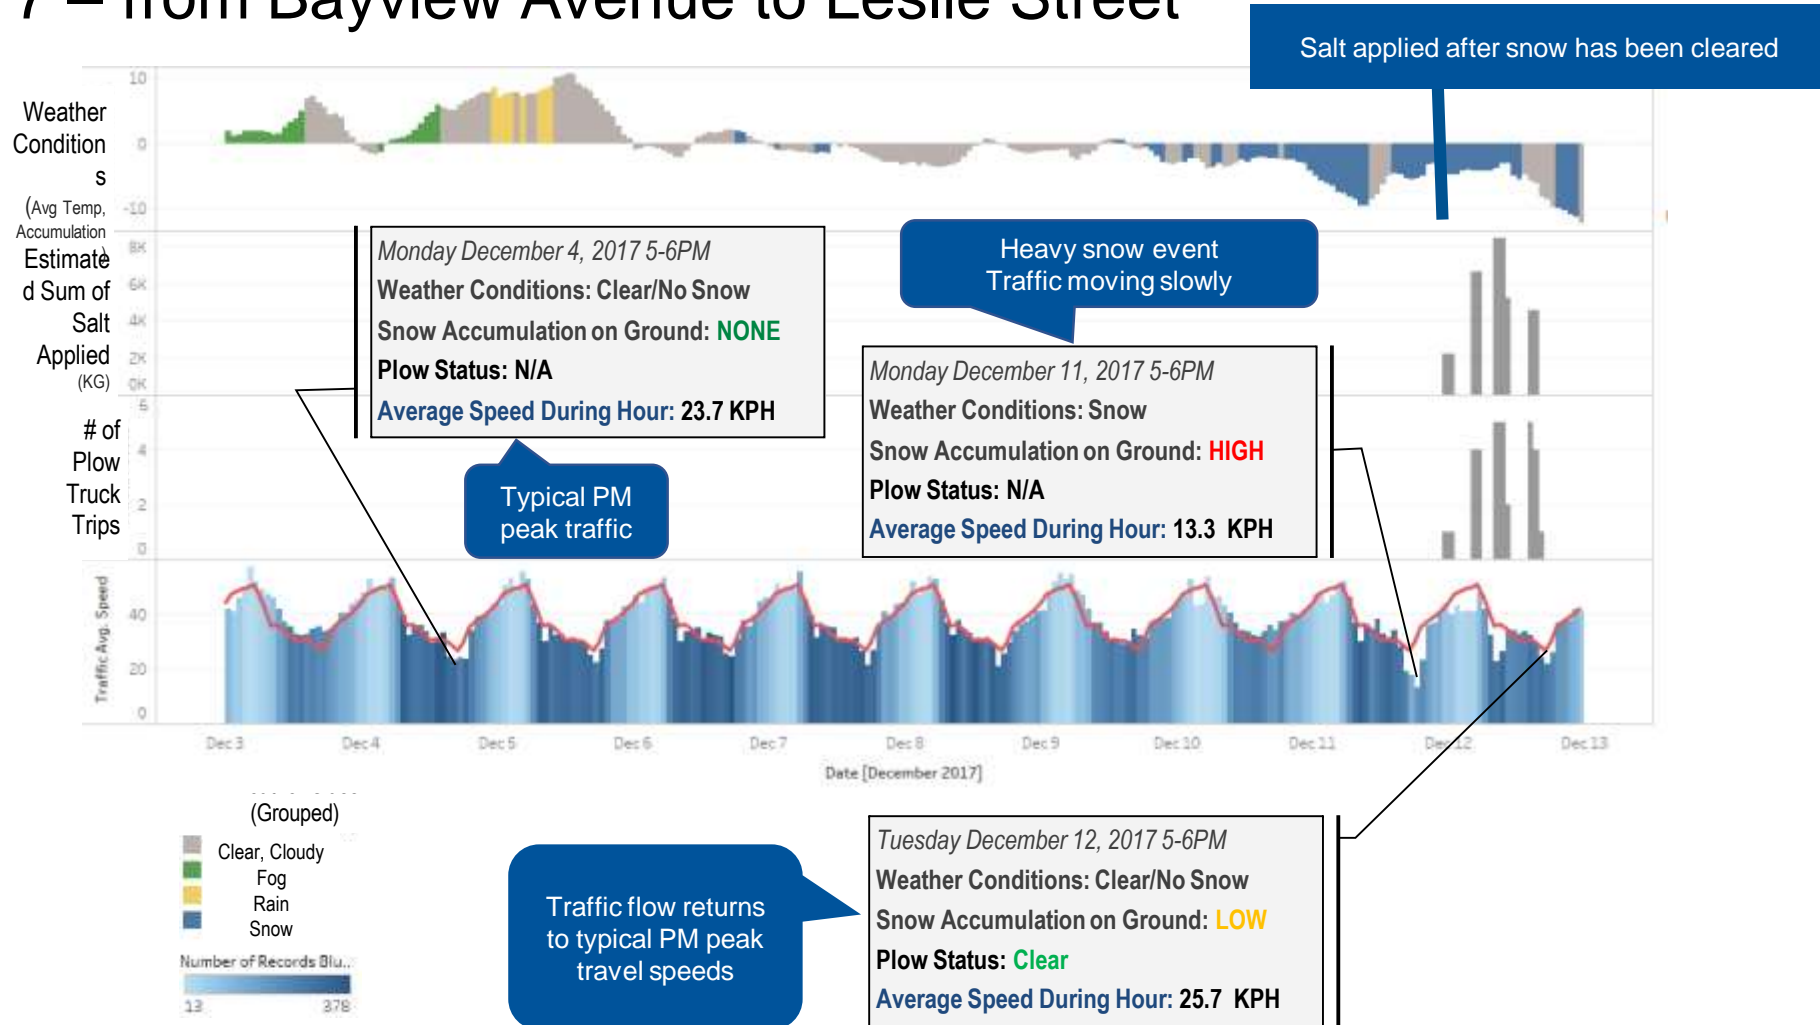 7 – from Bayview Avenue to Leslie Street
Salt applied after snow has been cleared
Weather
Condition
s
(Avg Temp,
Accumulation
)
10
0
-10
Estimate
d Sum of
Salt
Applied
(KG)
8K
6K
4K
2K
0K
# of
Plow
Truck
Trips
6
4
2
0
Monday December 4, 2017 5-6PM
Weather Conditions: Clear/No Snow
Snow Accumulation on Ground: NONE
Plow Status: N/A
Average Speed During Hour: 23.7 KPH
Typical PM
peak traffic
Heavy snow event
Traffic moving slowly
Monday December 11, 2017 5-6PM
Weather Conditions: Snow
Snow Accumulation on Ground: HIGH
Plow Status: N/A
Average Speed During Hour: 13.3 KPH
Traffic Avg. Speed
40
20
0
Dec 3 Dec 4 Dec 5 Dec 6 Dec 7 Dec 8 Dec 9 Dec 10 Dec 11 Dec 12 Dec 13
Date [December 2017]
(Grouped)
Clear, Cloudy
Fog
Rain
Snow
Number of Records Blu..
13 378
Traffic flow returns
to typical PM peak
travel speeds
Tuesday December 12, 2017 5-6PM
Weather Conditions: Clear/No Snow
Snow Accumulation on Ground: LOW
Plow Status: Clear
Average Speed During Hour: 25.7 KPH